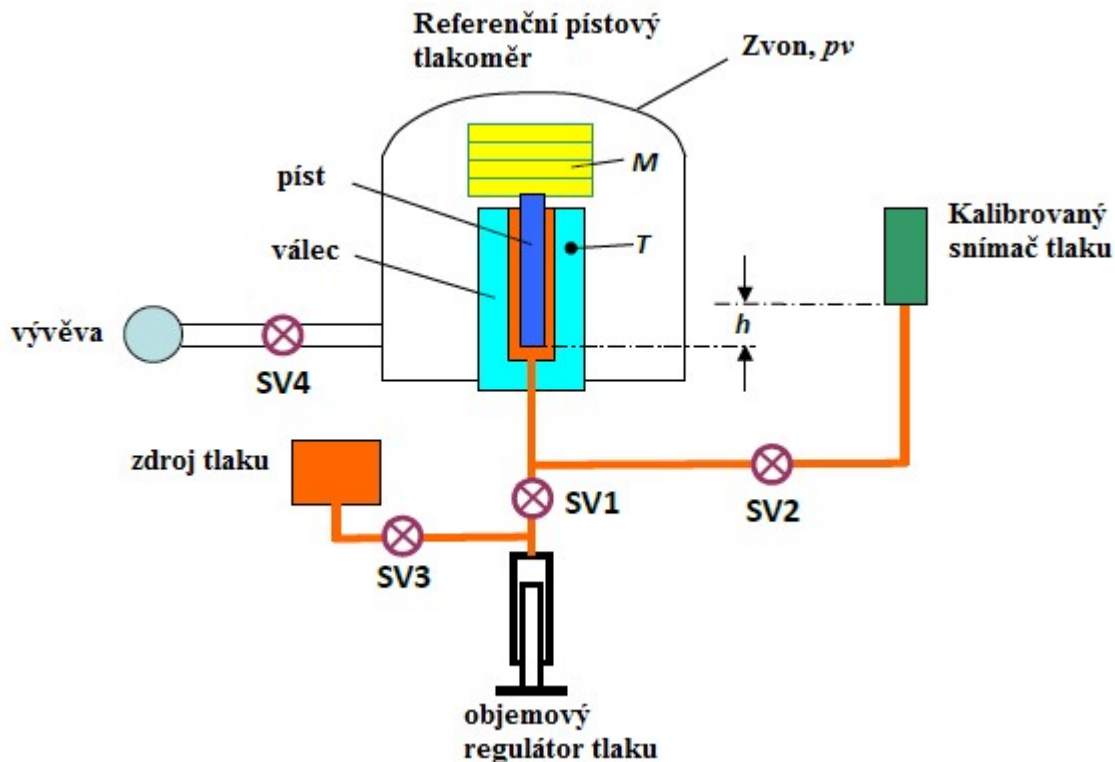 Referenční pístový
tlakoměr
Zvon, pv
M
píst
Kalibrovaný
snímač tlaku
válec
T
h
vývěva
SV4
zdroj tlaku
SV1
SV2
SV3
objemový
regulátor tlaku